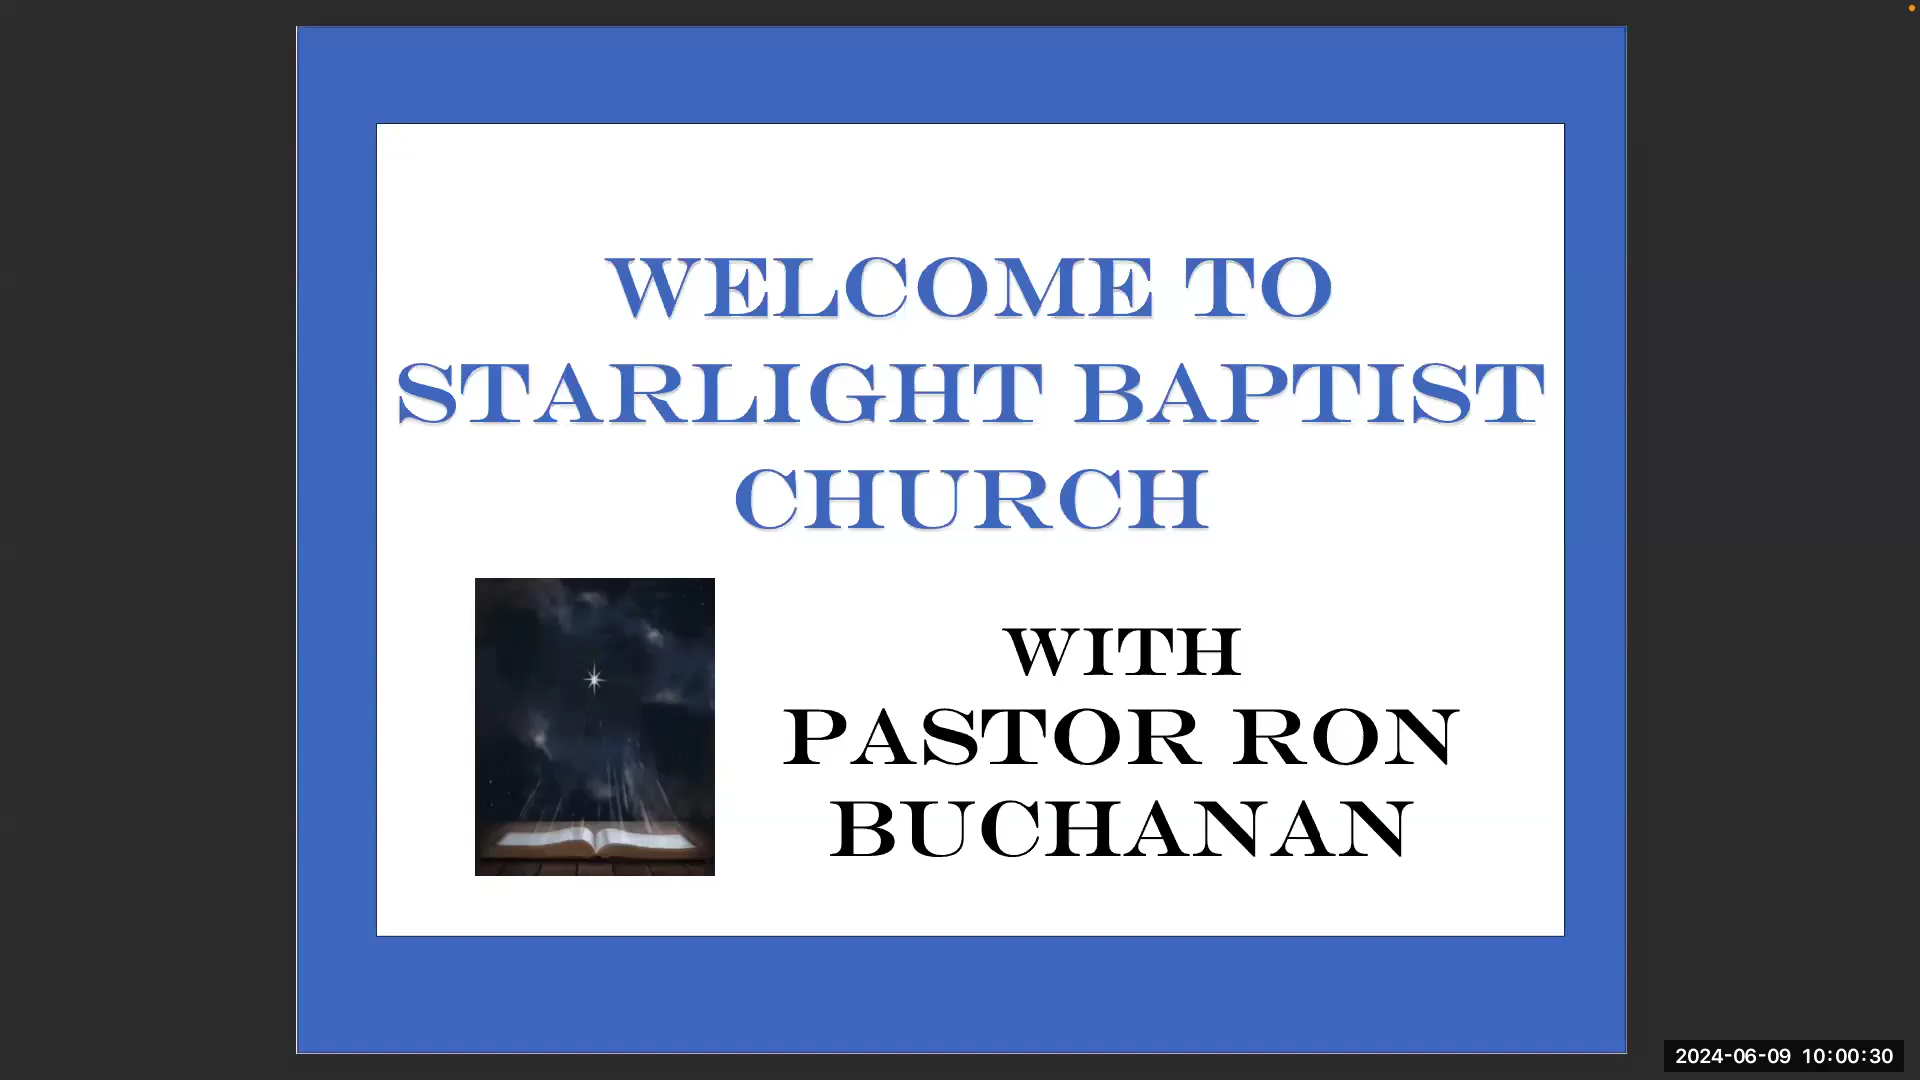 WELCOME TO
STARLIGHT BAPTIST
CHURCH
WITH
PASTOR RON
BUCHANAN
2024-06-09 10:00:30